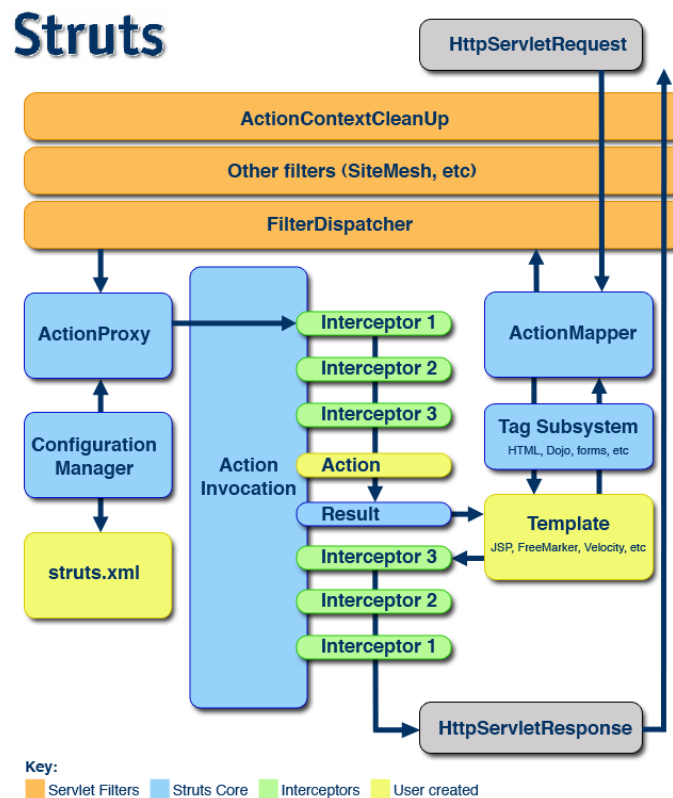 Struts
HttpServletRequest
ActionContextCleanUp
Other filters (SiteMesh, etc)
FilterDispatcher
ActionProxy
Interceptor 1
ActionMapper
Interceptor 2
Interceptor 3
Tag Subsystem
HTML, Dojo, forms, etc
Configuration
Manager
Action
Invocation
Action
Result
Template
JSP, FreeMarker, Velocity, etc
struts.xml
Interceptor 3
Interceptor 2
Interceptor 1
HttpServletResponse
Key:
Servlet Filters
Struts Core
Interceptors
User created